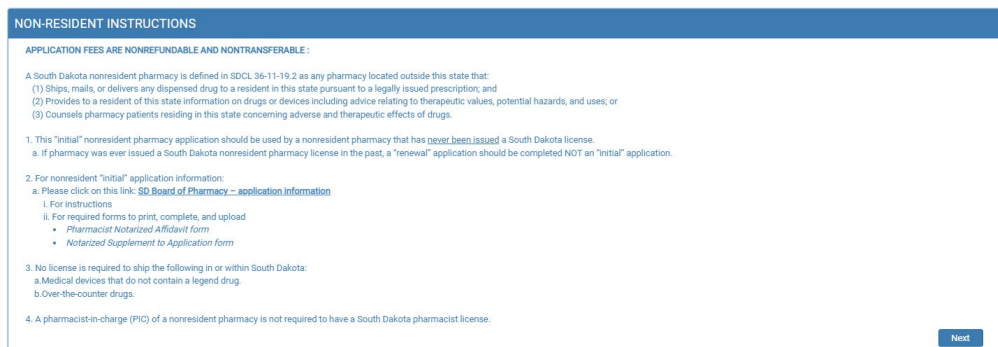 NON-RESIDENT INSTRUCTIONS
APPLICATION FEES ARE NONREFUNDABLE AND NONTRANSFERABLE :
A South Dakota nonresident pharmacy is defined in SDCL 36-11-19.2 as any pharmacy located outside this state that:
(1) Ships, mails, or delivers any dispensed drug to a resident in this state pursuant to a legally issued prescription; and
(2) Provides to a resident of this state information on drugs or devices including advice relating to therapeutic values, potential hazards, and uses; or
(3) Counsels pharmacy patients residing in this state concerning adverse and therapeutic effects of drugs.
1. This "initial" nonresident pharmacy application should be used by a nonresident pharmacy that has never been issued a South Dakota license.
a. If pharmacy was ever issued a South Dakota nonresident pharmacy license in the past, a "renewal" application should be completed NOT an "initial" application.
2. For nonresident "initial" application information:
a. Please click on this link: SD Board of Pharmacy – application information
i. For instructions
ii. For required forms to print, complete, and upload
• Pharmacist Notarized Affidavit form
• Notarized Supplement to Application form
3. No license is required to ship the following in or within South Dakota:
a.Medical devices that do not contain a legend drug.
b.Over-the-counter drugs.
4. A pharmacist-in-charge (PIC) of a nonresident pharmacy is not required to have a South Dakota pharmacist license.
Next